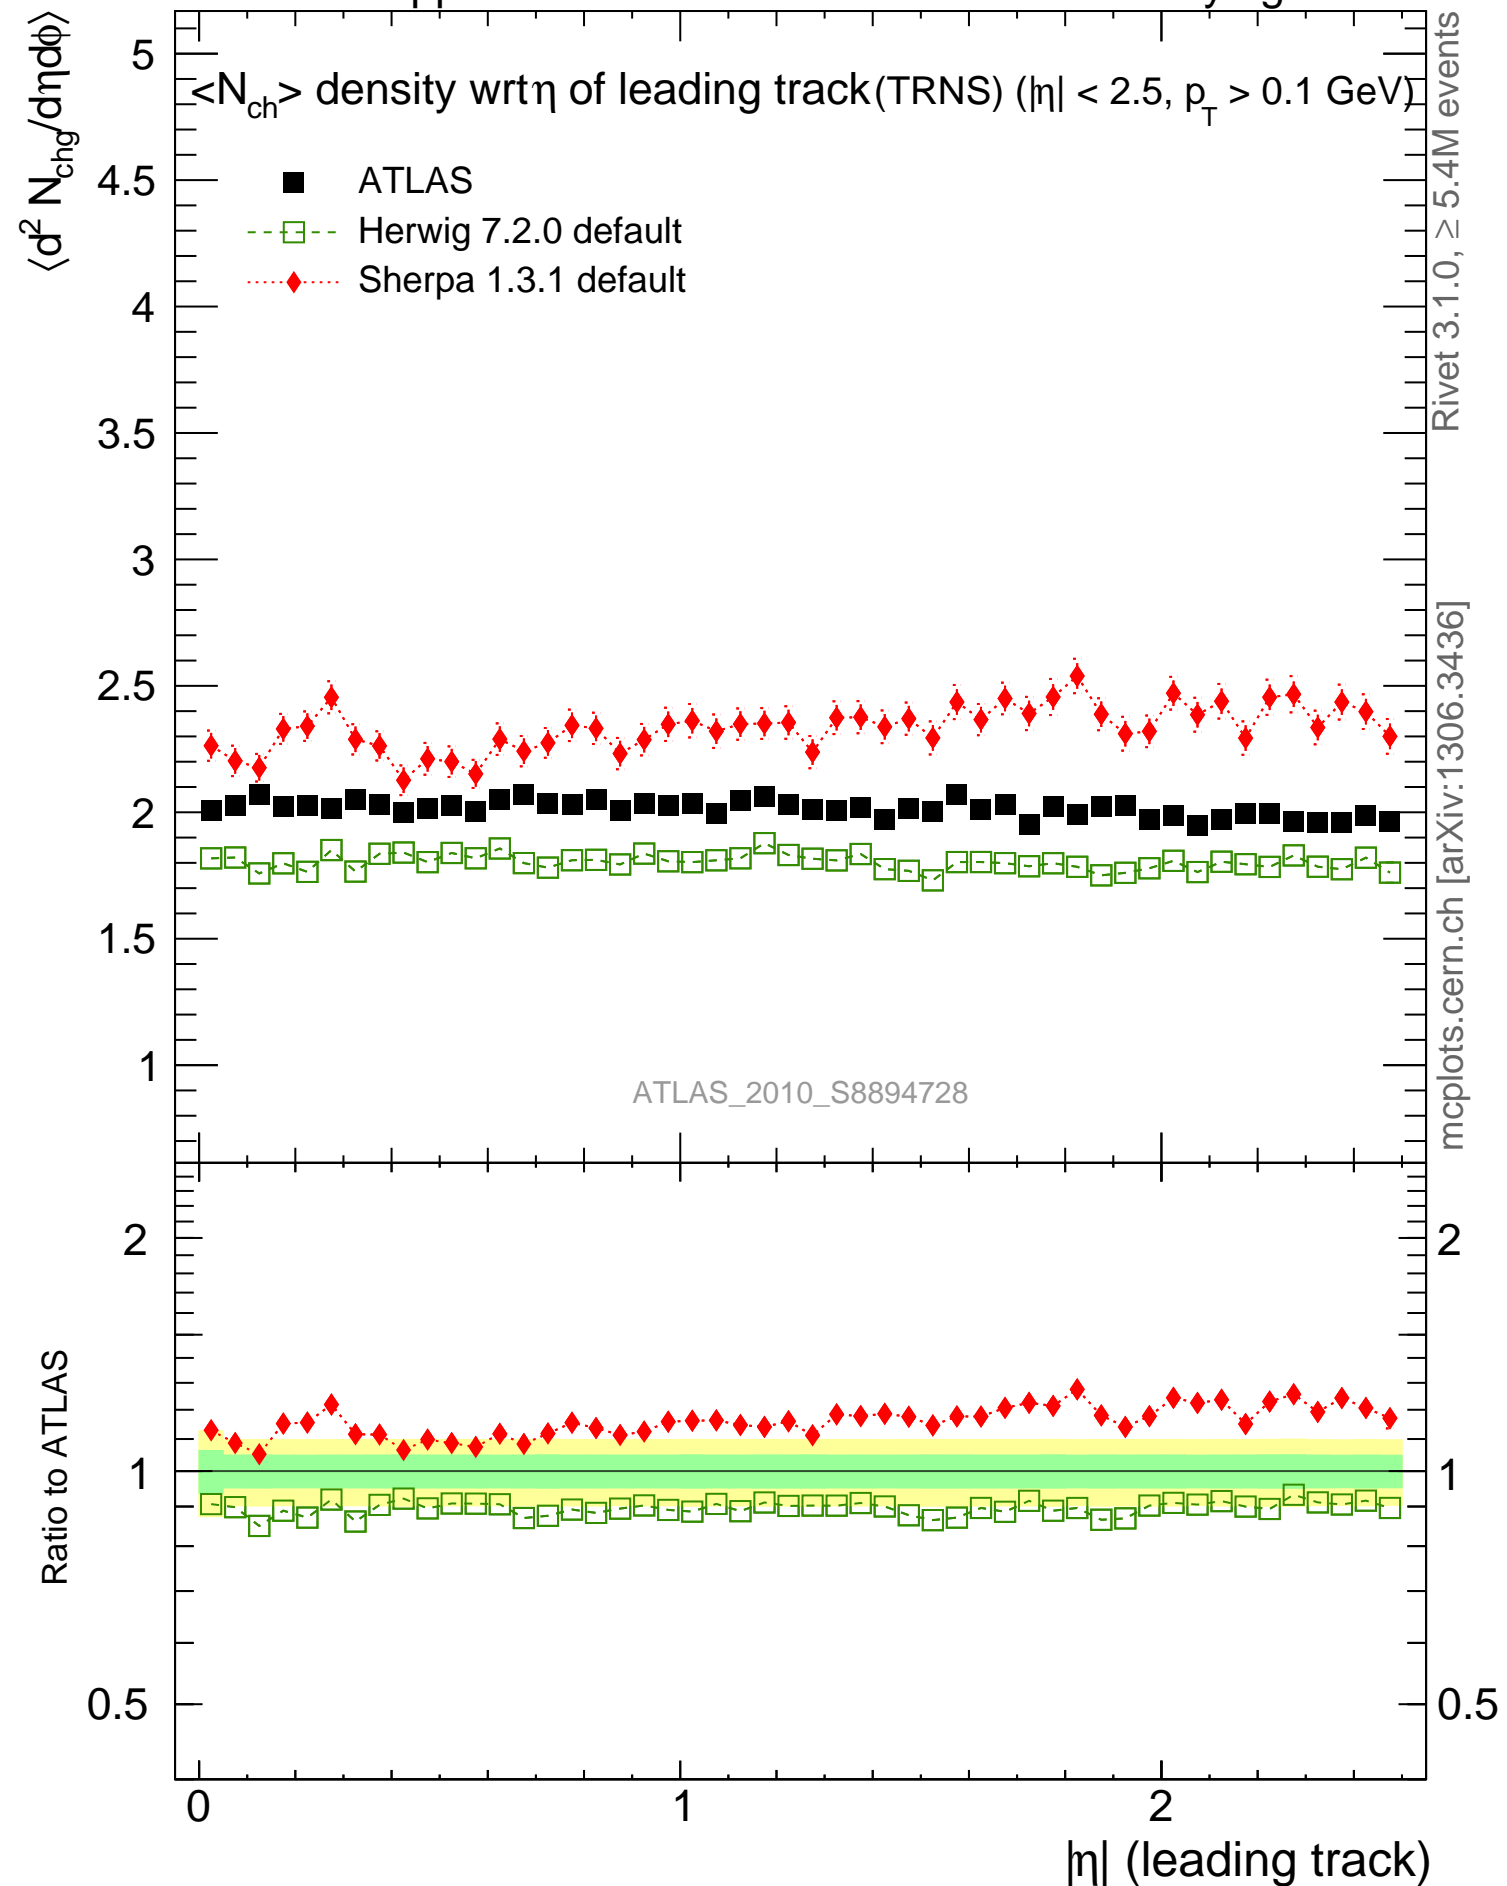 <N_ch> density wrt η of leading track (TRNS) (|η| < 2.5, p_T > 0.1 GeV)
⟨d² N_chg/dηdϕ⟩
ATLAS
Herwig 7.2.0 default
Sherpa 1.3.1 default
5
4.5
4
3.5
3
2.5
2
1.5
1
ATLAS_2010_S8894728
Rivet 3.1.0, ≥ 5.4M events
mcplots.cern.ch [arXiv:1306.3436]
Ratio to ATLAS
2
1
0.5
2
1
0.5
0
1
2
|η| (leading track)